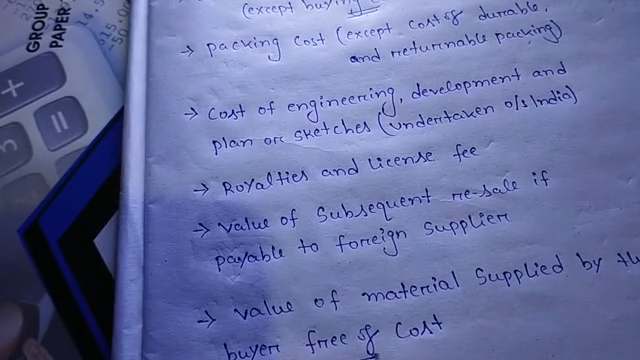 (except buying
→ packing cost (except cost of durable,
and returnable packing)
→ Cost of engineering, development and
plan or sketches (undertaken o/s India)
→ Royalties and License fee
→ value of Subsequent re-sale if
payable to foreign supplier
→ value of material Supplied by the
buyer free of cost
GROUP
PAPER